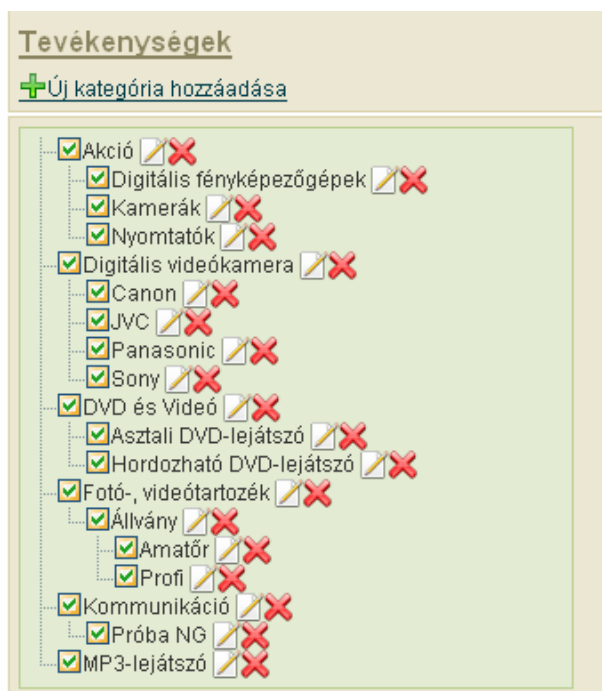 Tevékenységek
Új kategória hozzáadása
Akció
Digitális fényképezőgépek
Kamerák
Nyomtatók
Digitális videókamera
Canon
JVC
Panasonic
Sony
DVD és Videó
Asztali DVD-lejátszó
Hordozható DVD-lejátszó
Fotó-, videótartozék
Állvány
Amatőr
Profi
Kommunikáció
Próba NG
MP3-lejátszó